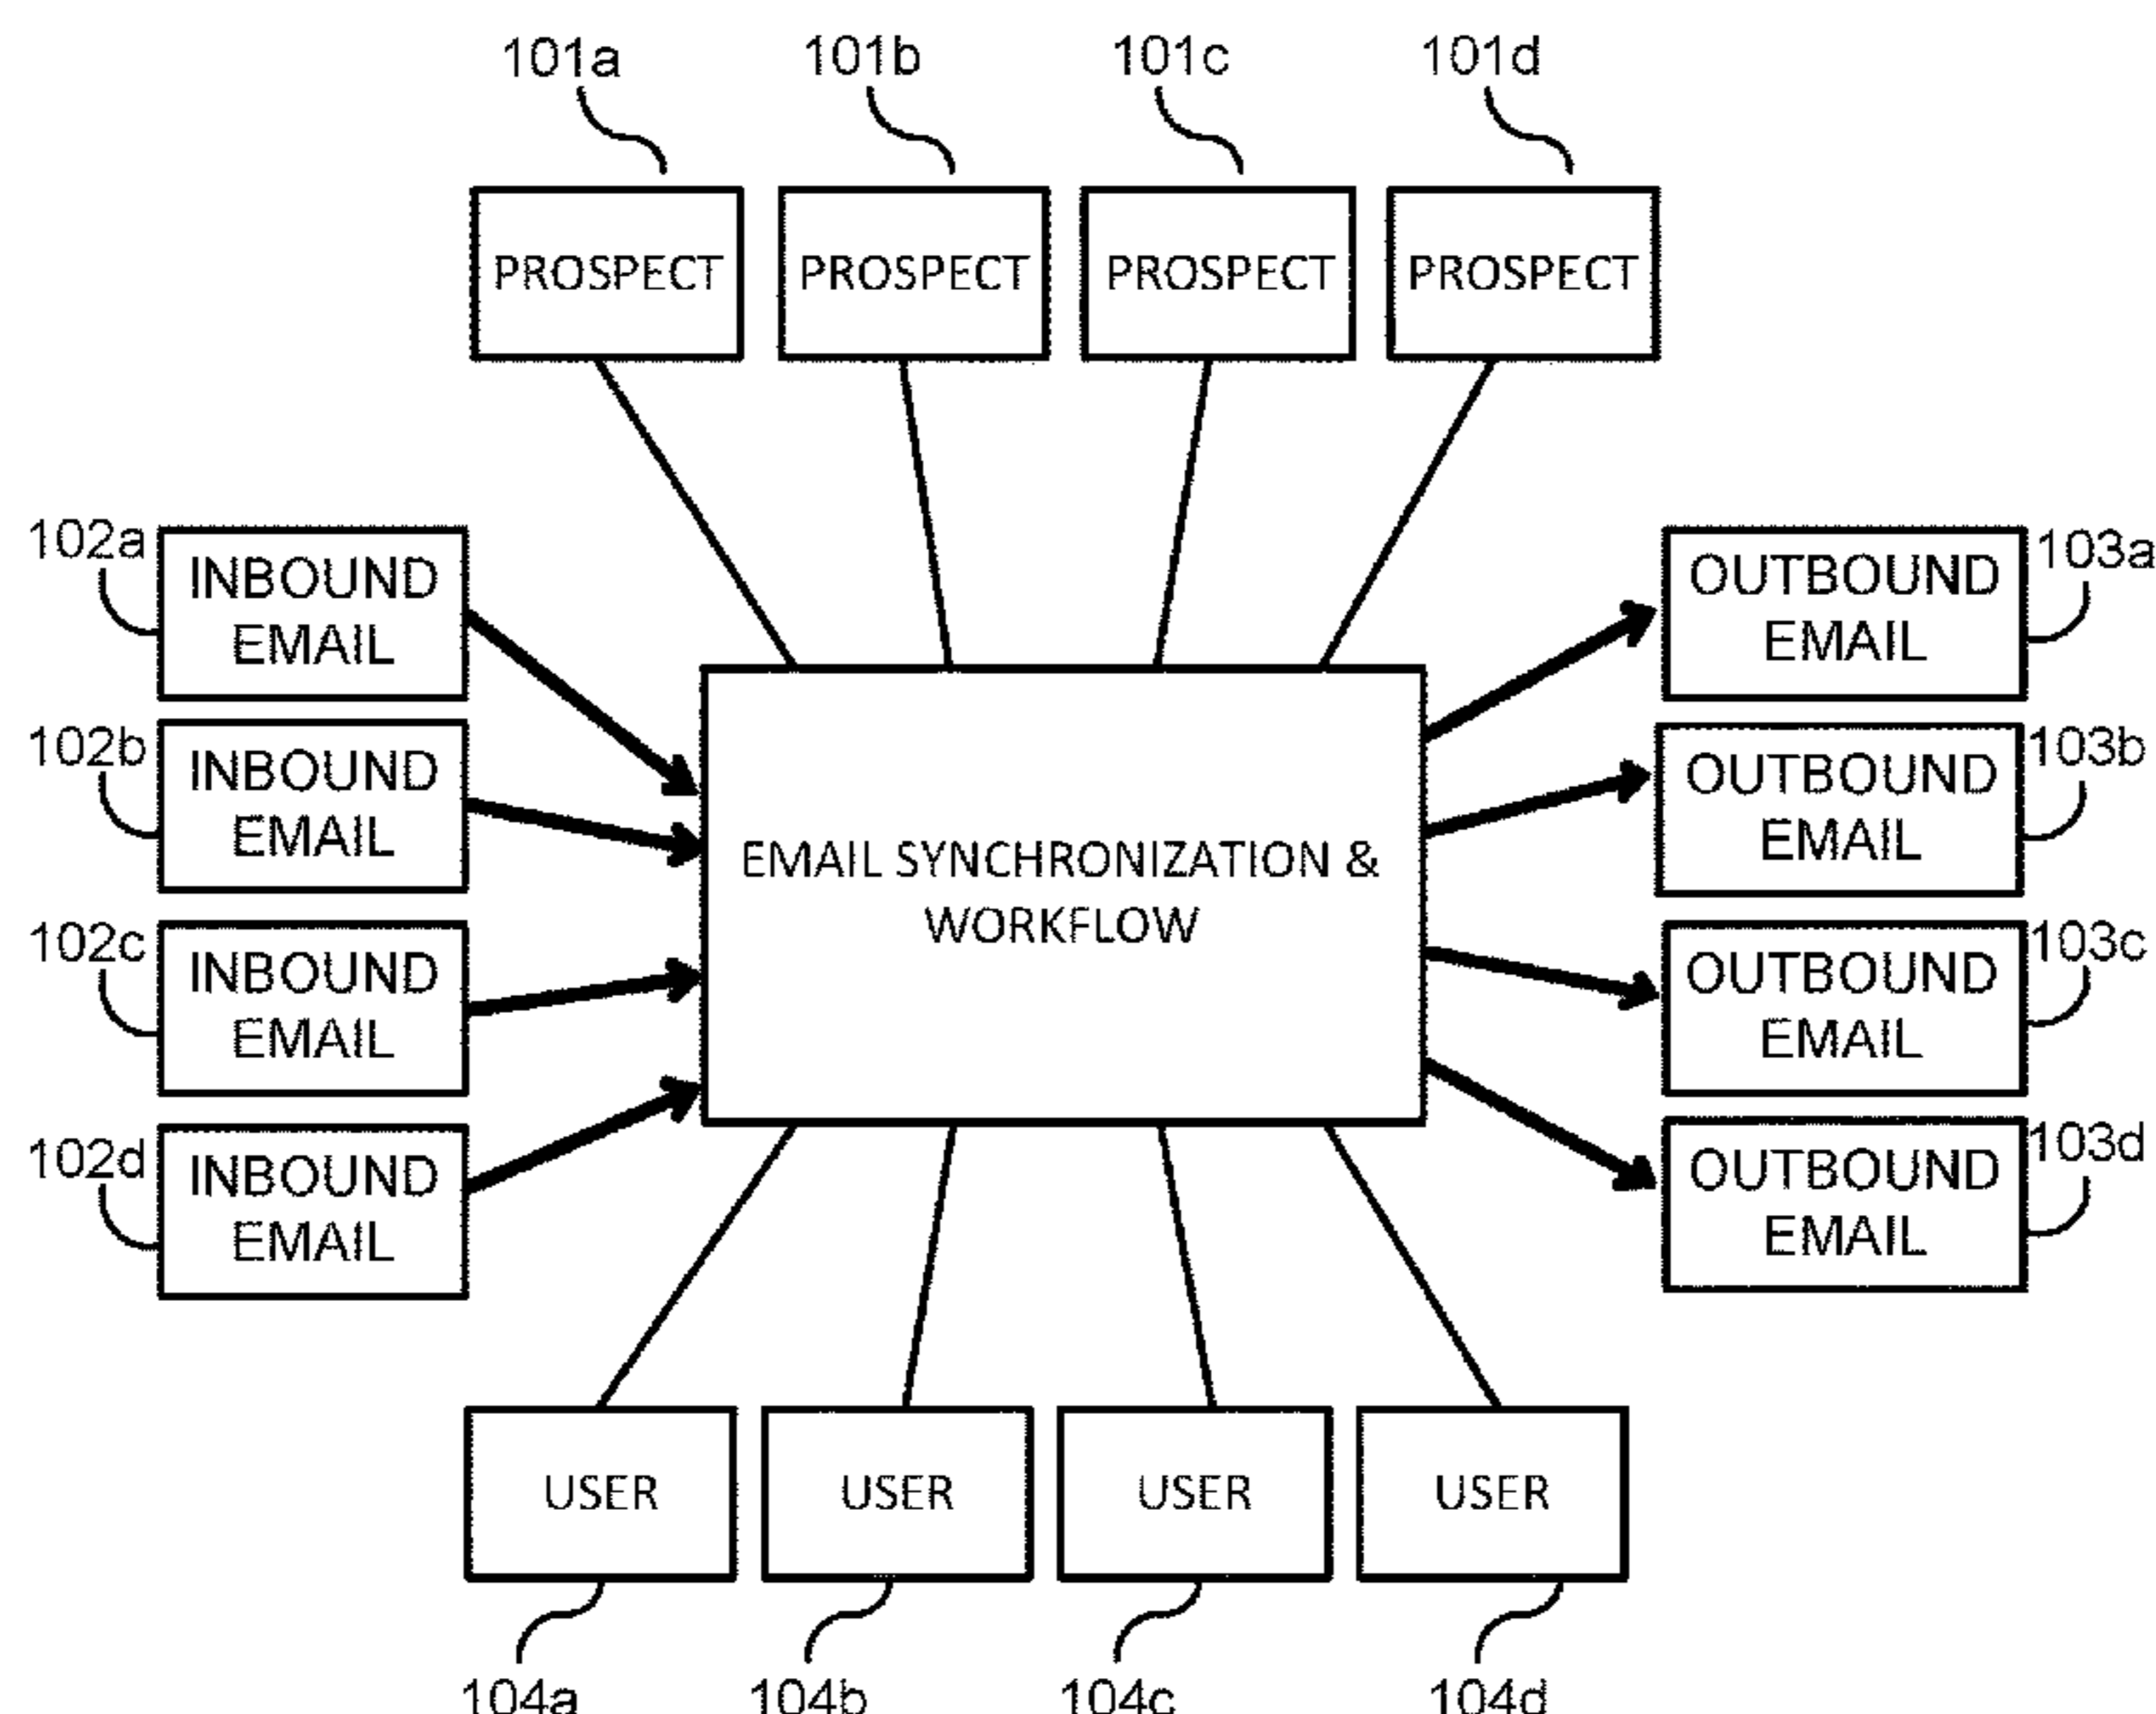 101a 101b 101c 101d
PROSPECT PROSPECT PROSPECT PROSPECT
102a INBOUND EMAIL
102b INBOUND EMAIL
102c INBOUND EMAIL
102d INBOUND EMAIL
EMAIL SYNCHRONIZATION &
WORKFLOW
OUTBOUND EMAIL 103a
OUTBOUND EMAIL 103b
OUTBOUND EMAIL 103c
OUTBOUND EMAIL 103d
USER USER USER USER
104a 104b 104c 104d